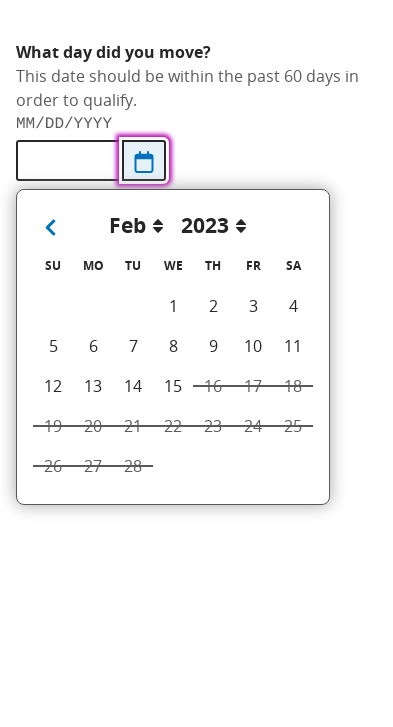 What day did you move?
This date should be within the past 60 days in
order to qualify.
MM/DD/YYYY
Feb 2023
SU MO TU WE TH FR SA
1 2 3 4
5 6 7 8 9 10 11
12 13 14 15 16 17 18
19 20 21 22 23 24 25
26 27 28